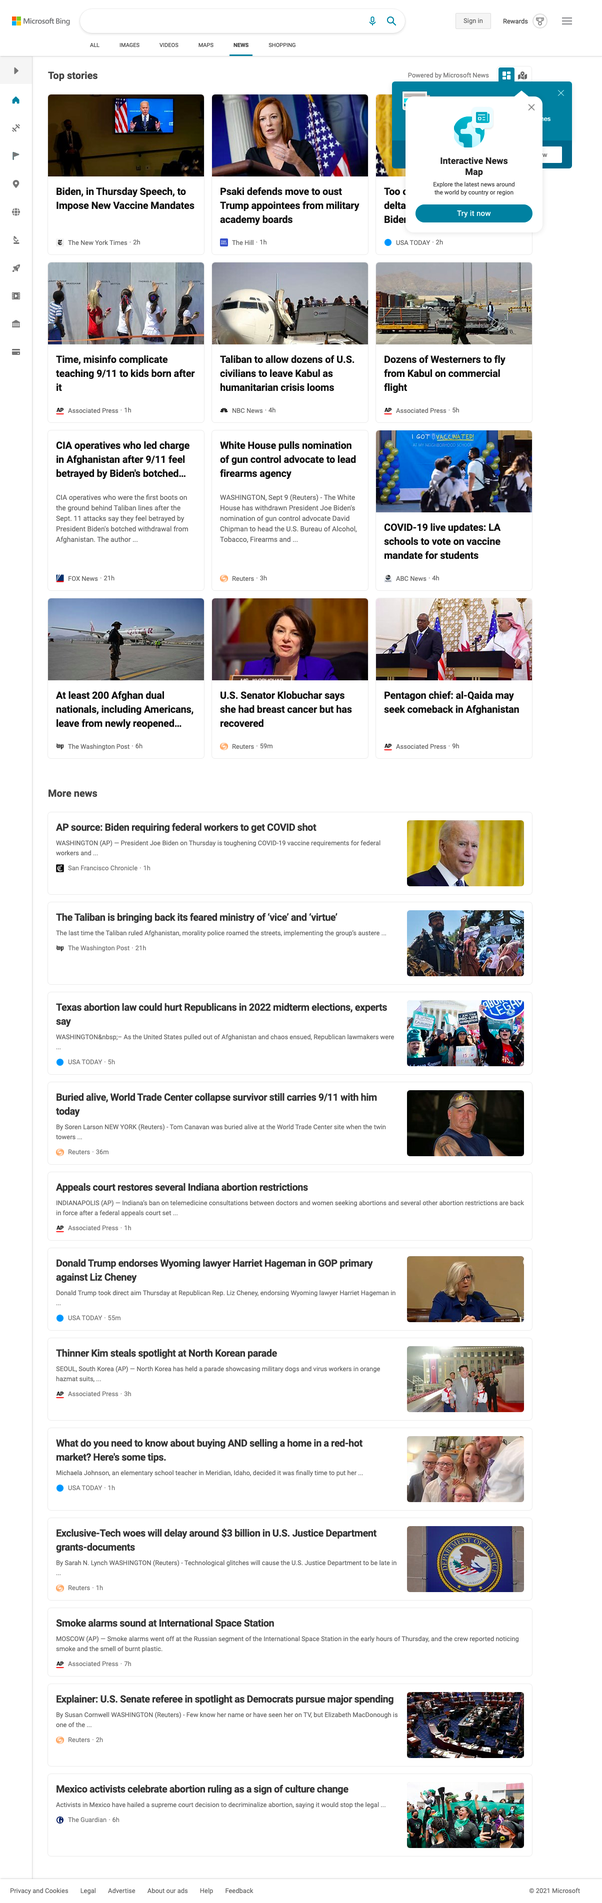 Microsoft Bing
Sign in
Rewards
ALL IMAGES VIDEOS MAPS NEWS SHOPPING
Top stories
Powered by Microsoft News
Interactive News
Map
Explore the latest news around
the world by country or region
Try it now
Biden, in Thursday Speech, to
Impose New Vaccine Mandates
The New York Times · 2h
Psaki defends move to oust
Trump appointees from military
academy boards
The Hill · 1h
Too
delta
Biden
USA TODAY · 2h
Time, misinfo complicate
teaching 9/11 to kids born after
it
AP Associated Press · 1h
Taliban to allow dozens of U.S.
civilians to leave Kabul as
humanitarian crisis looms
NBC News · 4h
Dozens of Westerners to fly
from Kabul on commercial
flight
AP Associated Press · 5h
CIA operatives who led charge
in Afghanistan after 9/11 feel
betrayed by Biden's botched...
CIA operatives who were the first boots on
the ground behind Taliban lines after the
Sept. 11 attacks say they feel betrayed by
President Biden's botched withdrawal from
Afghanistan. The author ...
FOX News · 21h
White House pulls nomination
of gun control advocate to lead
firearms agency
WASHINGTON, Sept 9 (Reuters) - The White
House has withdrawn President Joe Biden's
nomination of gun control advocate David
Chipman to head the U.S. Bureau of Alcohol,
Tobacco, Firearms and ...
Reuters · 3h
I GOT VACCINATED!
COVID-19 live updates: LA
schools to vote on vaccine
mandate for students
ABC News · 4h
At least 200 Afghan dual
nationals, including Americans,
leave from newly reopened...
wp The Washington Post · 6h
U.S. Senator Klobuchar says
she had breast cancer but has
recovered
Reuters · 59m
Pentagon chief: al-Qaida may
seek comeback in Afghanistan
AP Associated Press · 9h
More news
AP source: Biden requiring federal workers to get COVID shot
WASHINGTON (AP) — President Joe Biden on Thursday is toughening COVID-19 vaccine requirements for federal
workers and ...
San Francisco Chronicle · 1h
The Taliban is bringing back its feared ministry of 'vice' and 'virtue'
The last time the Taliban ruled Afghanistan, morality police roamed the streets, implementing the group's austere ...
wp The Washington Post · 21h
Texas abortion law could hurt Republicans in 2022 midterm elections, experts
say
WASHINGTON&nbsp;– As the United States pulled out of Afghanistan and chaos ensued, Republican lawmakers were
...
USA TODAY · 5h
Buried alive, World Trade Center collapse survivor still carries 9/11 with him
today
By Soren Larson NEW YORK (Reuters) - Tom Canavan was buried alive at the World Trade Center site when the twin
towers ...
Reuters · 36m
Appeals court restores several Indiana abortion restrictions
INDIANAPOLIS (AP) — Indiana's ban on telemedicine consultations between doctors and women seeking abortions and several other abortion restrictions are back
in force after a federal appeals court set ...
AP Associated Press · 1h
Donald Trump endorses Wyoming lawyer Harriet Hageman in GOP primary
against Liz Cheney
Donald Trump took direct aim Thursday at Republican Rep. Liz Cheney, endorsing Wyoming lawyer Harriet Hageman in
...
USA TODAY · 55m
Thinner Kim steals spotlight at North Korean parade
SEOUL, South Korea (AP) — North Korea has held a parade showcasing military dogs and virus workers in orange
hazmat suits, ...
AP Associated Press · 3h
What do you need to know about buying AND selling a home in a red-hot
market? Here's some tips.
Michaela Johnson, an elementary school teacher in Meridian, Idaho, decided it was finally time to put her ...
USA TODAY · 1h
Exclusive-Tech woes will delay around $3 billion in U.S. Justice Department
grants-documents
By Sarah N. Lynch WASHINGTON (Reuters) - Technological glitches will cause the U.S. Justice Department to be late in
...
Reuters · 1h
Smoke alarms sound at International Space Station
MOSCOW (AP) — Smoke alarms went off at the Russian segment of the International Space Station in the early hours of Thursday, and the crew reported noticing
smoke and the smell of burnt plastic.
AP Associated Press · 7h
Explainer: U.S. Senate referee in spotlight as Democrats pursue major spending
By Susan Cornwell WASHINGTON (Reuters) - Few know her name or have seen her on TV, but Elizabeth MacDonough is
one of the ...
Reuters · 2h
Mexico activists celebrate abortion ruling as a sign of culture change
Activists in Mexico have hailed a supreme court decision to decriminalize abortion, saying it would stop the legal ...
The Guardian · 6h
Privacy and Cookies Legal Advertise About our ads Help Feedback
© 2021 Microsoft